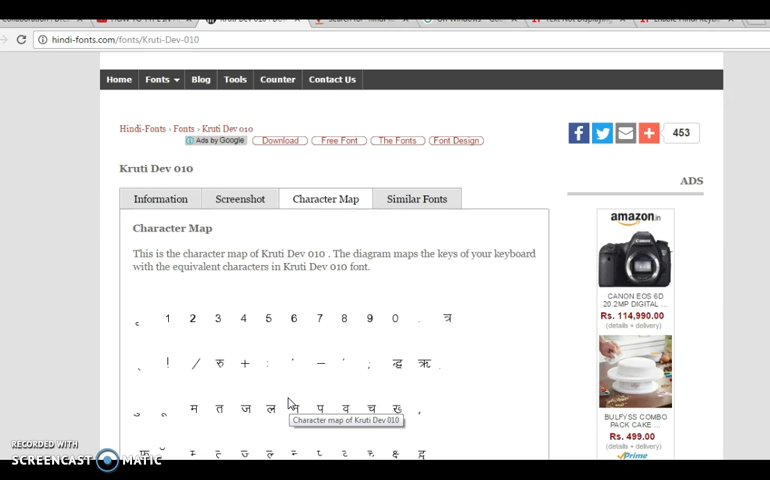 hindi-fonts.com/fonts/Kruti-Dev-010
Home Fonts Blog Tools Counter Contact Us
Hindi-Fonts › Fonts › Kruti Dev 010
Ads by Google Download Free Font The Fonts Font Design
453
Kruti Dev 010
ADS
Information Screenshot Character Map Similar Fonts
Character Map
This is the character map of Kruti Dev 010 . The diagram maps the keys of your keyboard
with the equivalent characters in Kruti Dev 010 font.
1 2 3 4 5 6 7 8 9 0 . त्र
! / रु + : ' – ' ; द्ध ऋ
म त ज ल न प व च ख् ,
Character map of Kruti Dev 010
amazon.in
CANON EOS 6D
20.2MP DIGITAL ...
Rs. 114,990.00
(details + delivery)
BULFYSS COMBO
PACK CAKE ...
Rs. 499.00
(details + delivery)
Prime
RECORDED WITH
SCREENCAST MATIC